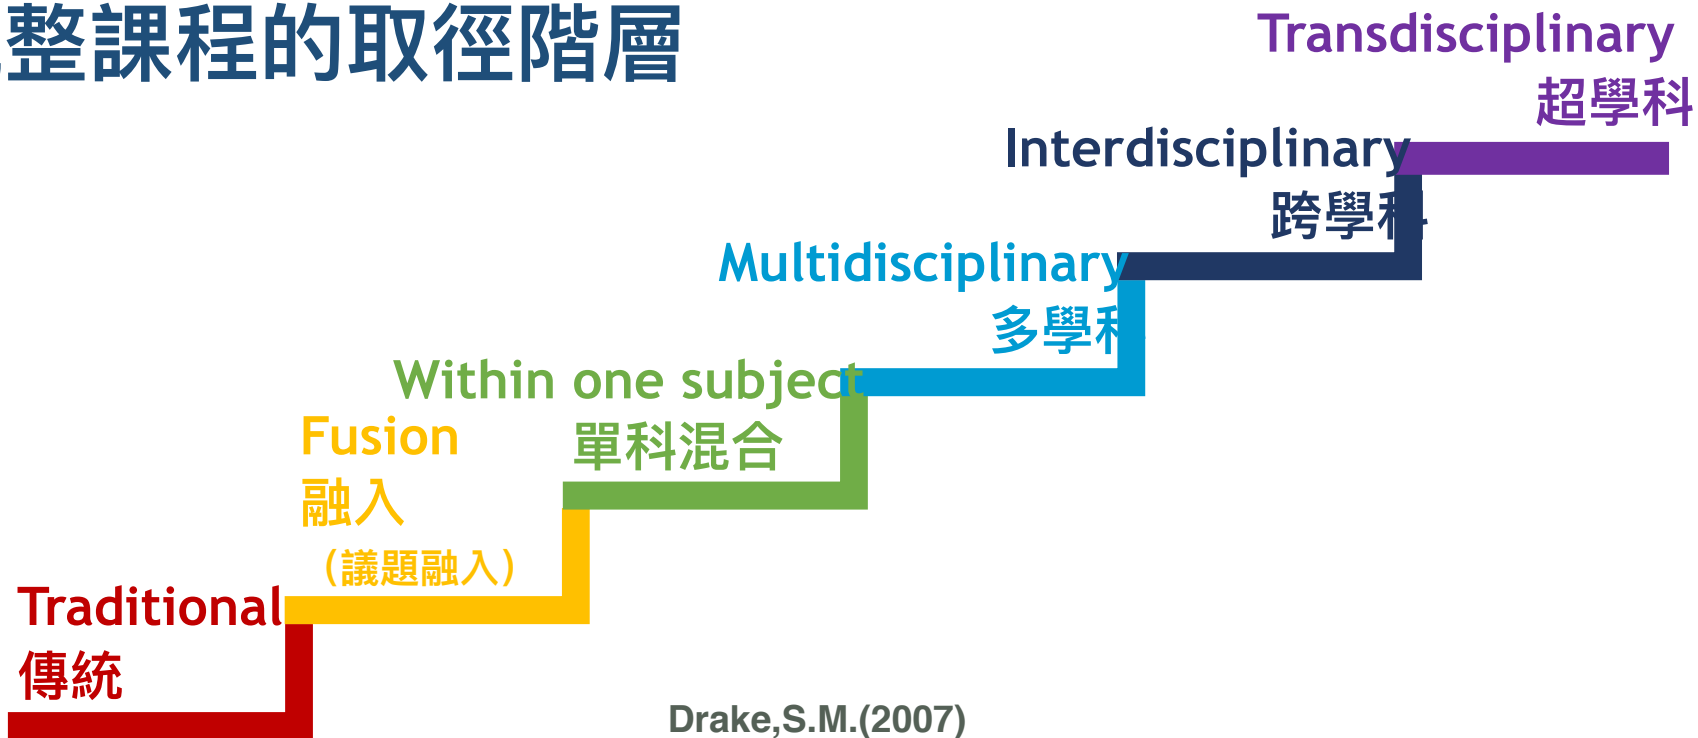 整課程的取徑階層
Transdisciplinary
超學科
Interdisciplinary
跨學科
Multidisciplinary
多學科
Within one subject
單科混合
Fusion
融入
（議題融入）
Traditional
傳統
Drake,S.M.(2007)